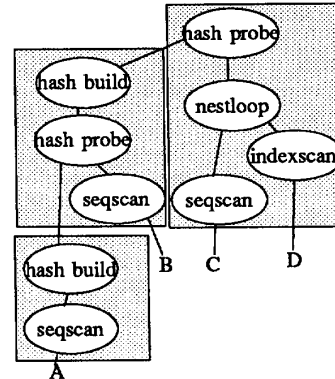 hash probe
hash build
nestloop
hash probe
indexscan
seqscan
seqscan
B
C
D
hash build
seqscan
A